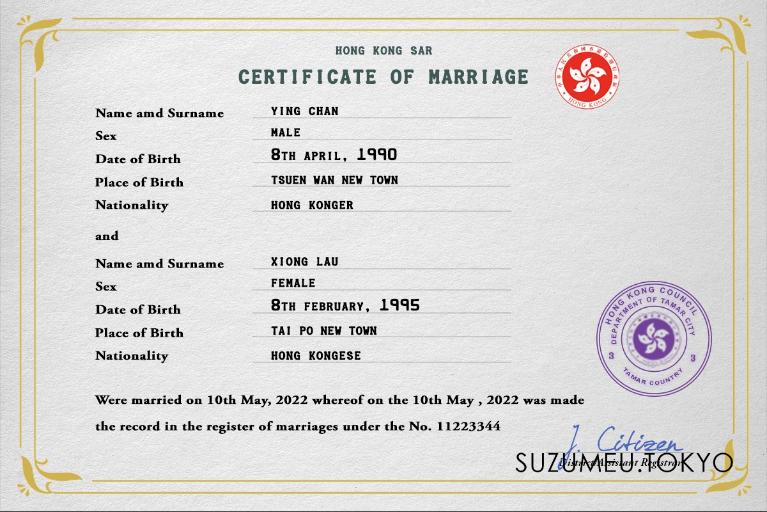 HONG KONG SAR
CERTIFICATE OF MARRIAGE
HONG KONG
Name amd Surname YING CHAN
Sex MALE
Date of Birth 8TH APRIL, 1990
Place of Birth TSUEN WAN NEW TOWN
Nationality HONG KONGER
and
Name amd Surname XIONG LAU
Sex FEMALE
Date of Birth 8TH FEBRUARY, 1995
Place of Birth TAI PO NEW TOWN
Nationality HONG KONGESE
HONG KONG COUNCIL
DEPARTMENT OF TAMAR CITY
3 3
TAMAR COUNTRY
Were married on 10th May, 2022 whereof on the 10th May , 2022 was made
the record in the register of marriages under the No. 11223344
J. Citizen
Assistant Registrar
SUZUMEU.TOKYO